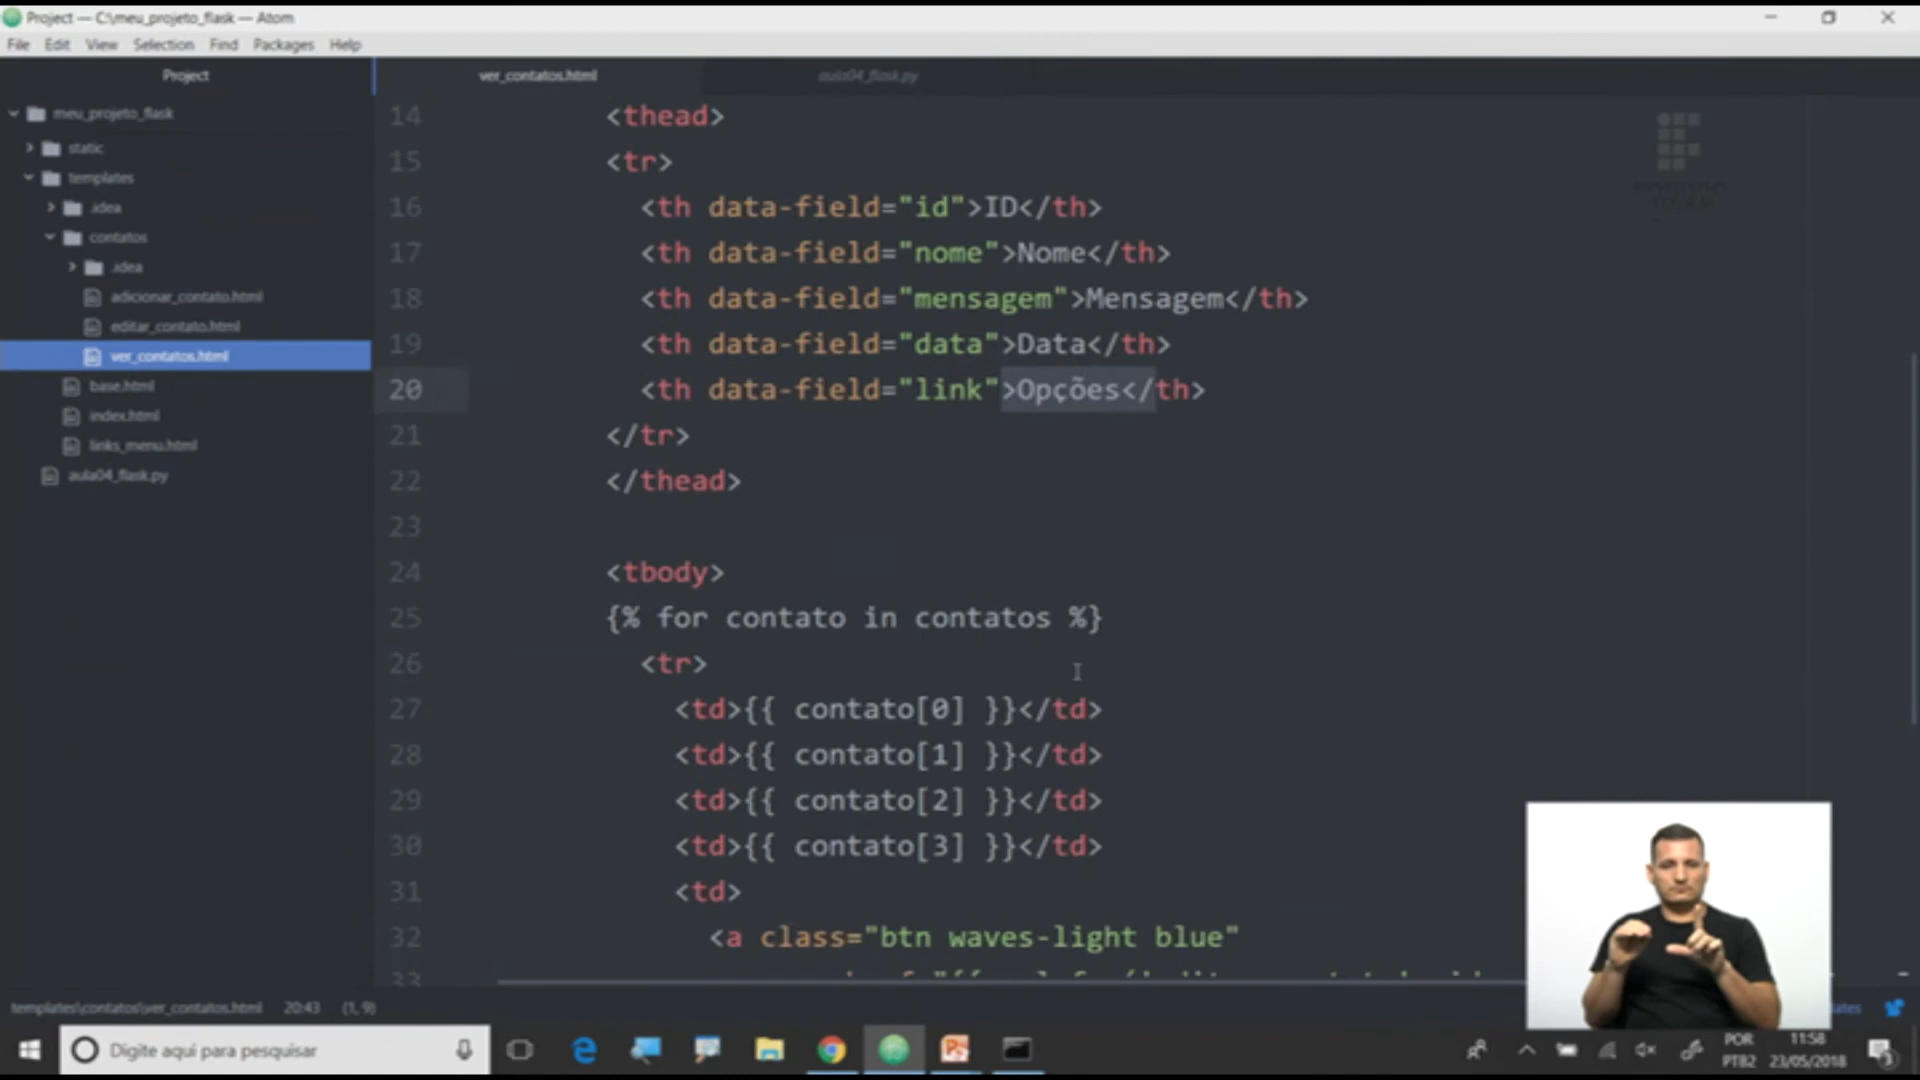 Project — C:\meu_projeto_flask — Atom
File Edit View Selection Find Packages Help
Project
ver_contatos.html
aula04_flask.py
meu_projeto_flask
static
templates
.idea
contatos
.idea
adicionar_contato.html
editar_contato.html
ver_contatos.html
base.html
index.html
links_menu.html
aula04_flask.py
14 <thead>
15 <tr>
16 <th data-field="id">ID</th>
17 <th data-field="nome">Nome</th>
18 <th data-field="mensagem">Mensagem</th>
19 <th data-field="data">Data</th>
20 <th data-field="link">Opções</th>
21 </tr>
22 </thead>
23
24 <tbody>
25 {% for contato in contatos %}
26 <tr>
27 <td>{{ contato[0] }}</td>
28 <td>{{ contato[1] }}</td>
29 <td>{{ contato[2] }}</td>
30 <td>{{ contato[3] }}</td>
31 <td>
32 <a class="btn waves-light blue"
33
templates\contatos\ver_contatos.html 20:43 (1, 9)
Digite aqui para pesquisar
POR
PTB2
11:58
23/05/2018
3